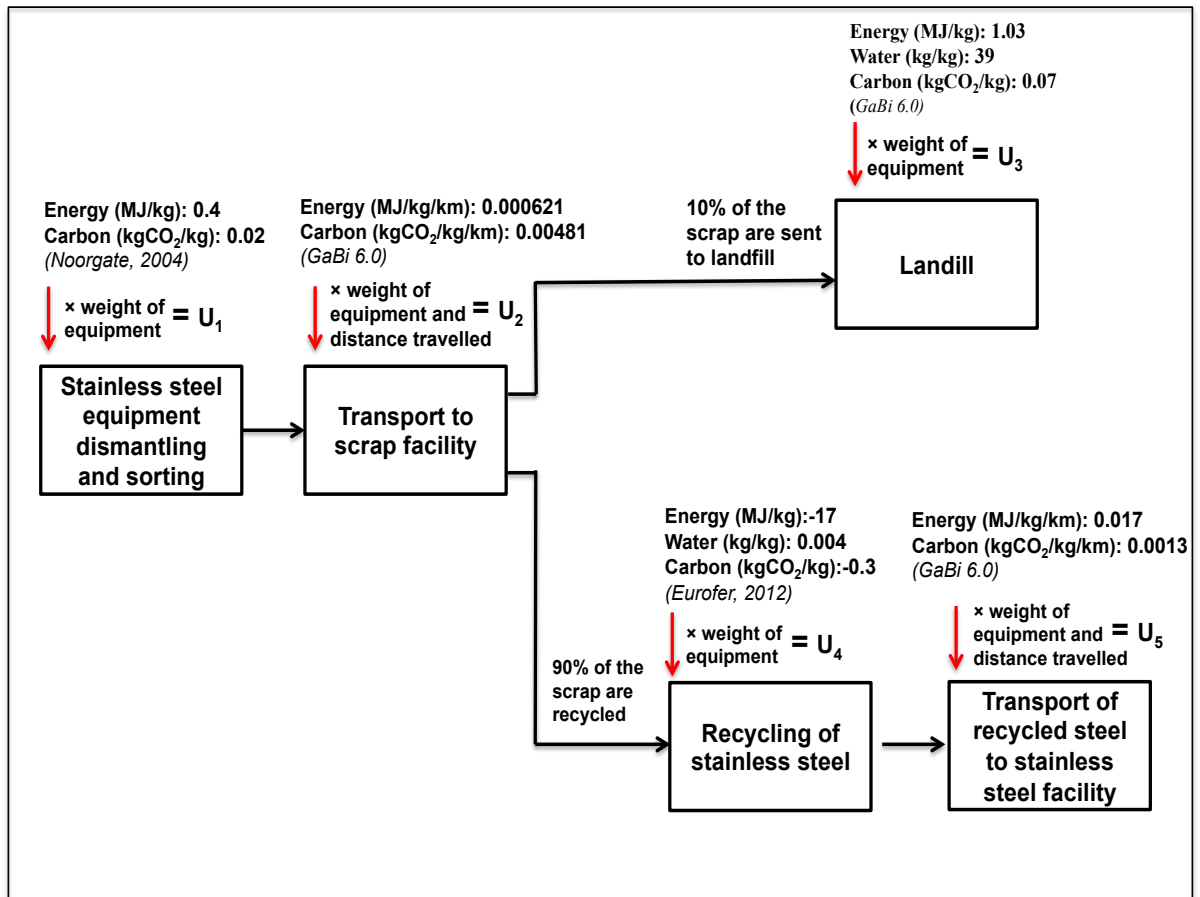 Energy (MJ/kg): 1.03
Water (kg/kg): 39
Carbon (kgCO₂/kg): 0.07
(GaBi 6.0)
× weight of
equipment = U₃
Energy (MJ/kg): 0.4
Carbon (kgCO₂/kg): 0.02
(Noorgate, 2004)
× weight of
equipment = U₁
Energy (MJ/kg/km): 0.000621
Carbon (kgCO₂/kg/km): 0.00481
(GaBi 6.0)
× weight of
equipment and = U₂
distance travelled
10% of the
scrap are sent
to landfill
Landill
Stainless steel
equipment
dismantling
and sorting
Transport to
scrap facility
Energy (MJ/kg):-17
Water (kg/kg): 0.004
Carbon (kgCO₂/kg):-0.3
(Eurofer, 2012)
× weight of
equipment = U₄
Energy (MJ/kg/km): 0.017
Carbon (kgCO₂/kg/km): 0.0013
(GaBi 6.0)
× weight of
equipment and = U₅
distance travelled
90% of the
scrap are
recycled
Recycling of
stainless steel
Transport of
recycled steel
to stainless
steel facility